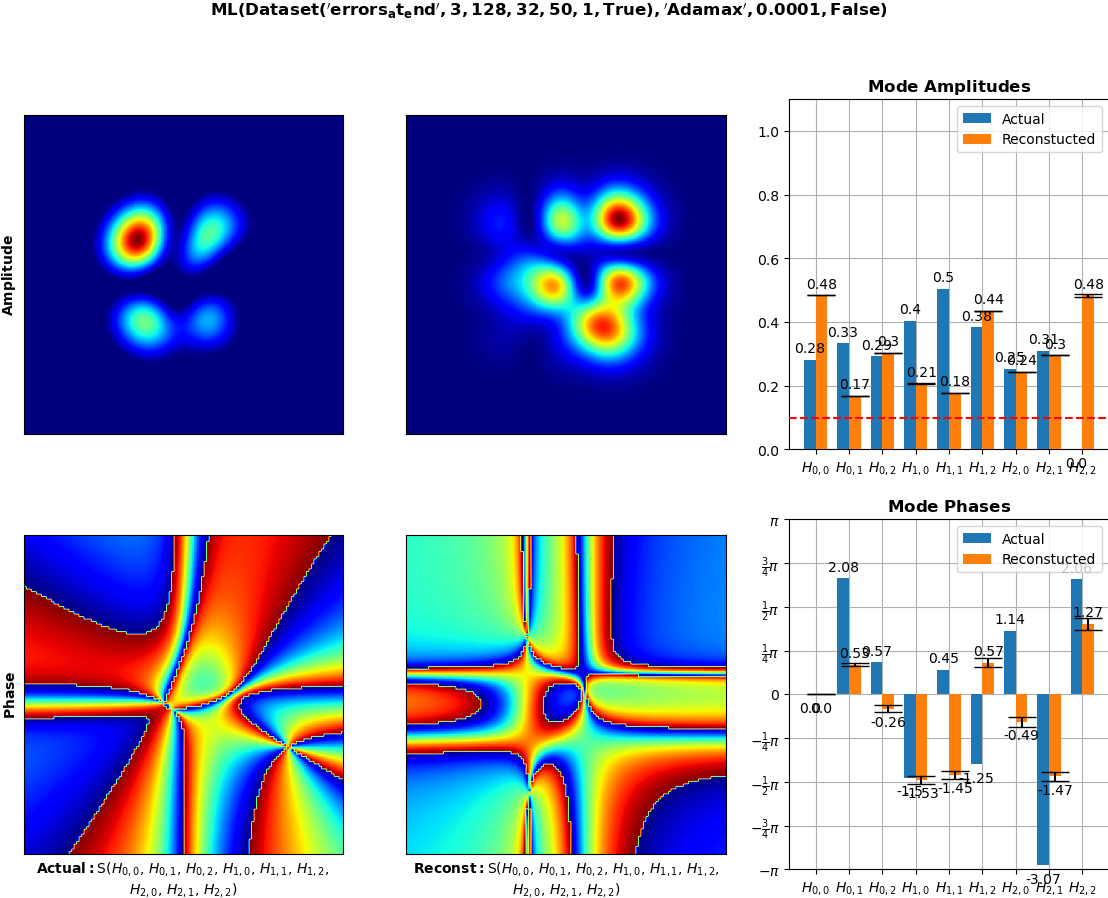 ML(Dataset('errors_at_end', 3, 128, 32, 50, 1, True), 'Adamax', 0.0001, False)
Mode Amplitudes
Amplitude
1.0
0.8
0.6
0.4
0.2
0.0
Actual
Reconstucted
0.28
0.48
0.33
0.17
0.29
0.3
0.4
0.21
0.5
0.18
0.38
0.44
0.25
0.24
0.31
0.3
0.0
0.48
H0,0 H0,1 H0,2 H1,0 H1,1 H1,2 H2,0 H2,1 H2,2
Mode Phases
Phase
π
3/4π
1/2π
1/4π
0
−1/4π
−1/2π
−3/4π
−π
Actual
Reconstucted
0.0
0.0
2.08
0.57
-0.26
-1.53
0.45
-1.45
-1.25
0.57
1.14
-0.49
-3.07
-1.47
2.06
1.27
H0,0 H0,1 H0,2 H1,0 H1,1 H1,2 H2,0 H2,1 H2,2
Actual: S(H0,0, H0,1, H0,2, H1,0, H1,1, H1,2,
H2,0, H2,1, H2,2)
Reconst: S(H0,0, H0,1, H0,2, H1,0, H1,1, H1,2,
H2,0, H2,1, H2,2)